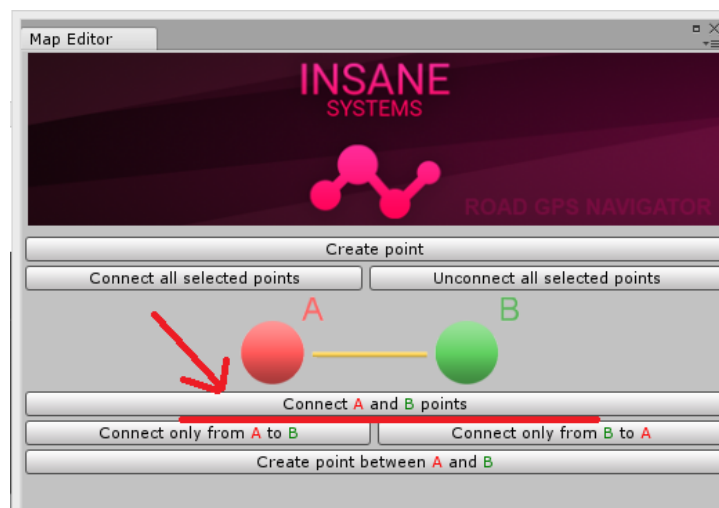 Map Editor
INSANE
SYSTEMS
ROAD GPS NAVIGATOR
Create point
Connect all selected points
Unconnect all selected points
A
B
Connect A and B points
Connect only from A to B
Connect only from B to A
Create point between A and B